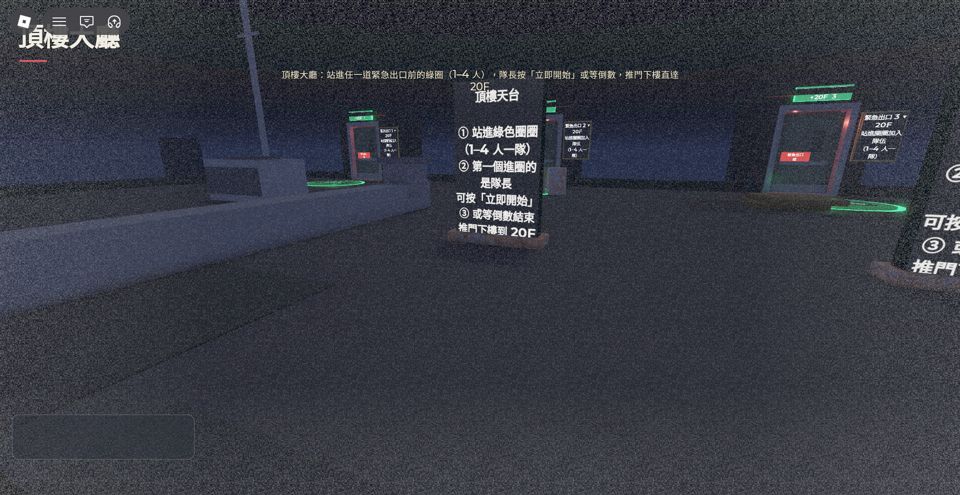 頂樓大廳
頂樓大廳：站進任一道緊急出口前的綠圈（1–4 人），隊長按「立即開始」或等倒數，推門下樓直達
20F
頂樓天台
① 站進綠色圈圈
（1–4 人一隊）
② 第一個進圈的
是隊長
可按「立即開始」
③ 或等倒數結束
推門下樓到 20F
緊急出口 2
20F
緊急出口 3
20F
站進圈圈加入
隊伍
（1–4 人一
隊）
②
可按
③ 或
推門